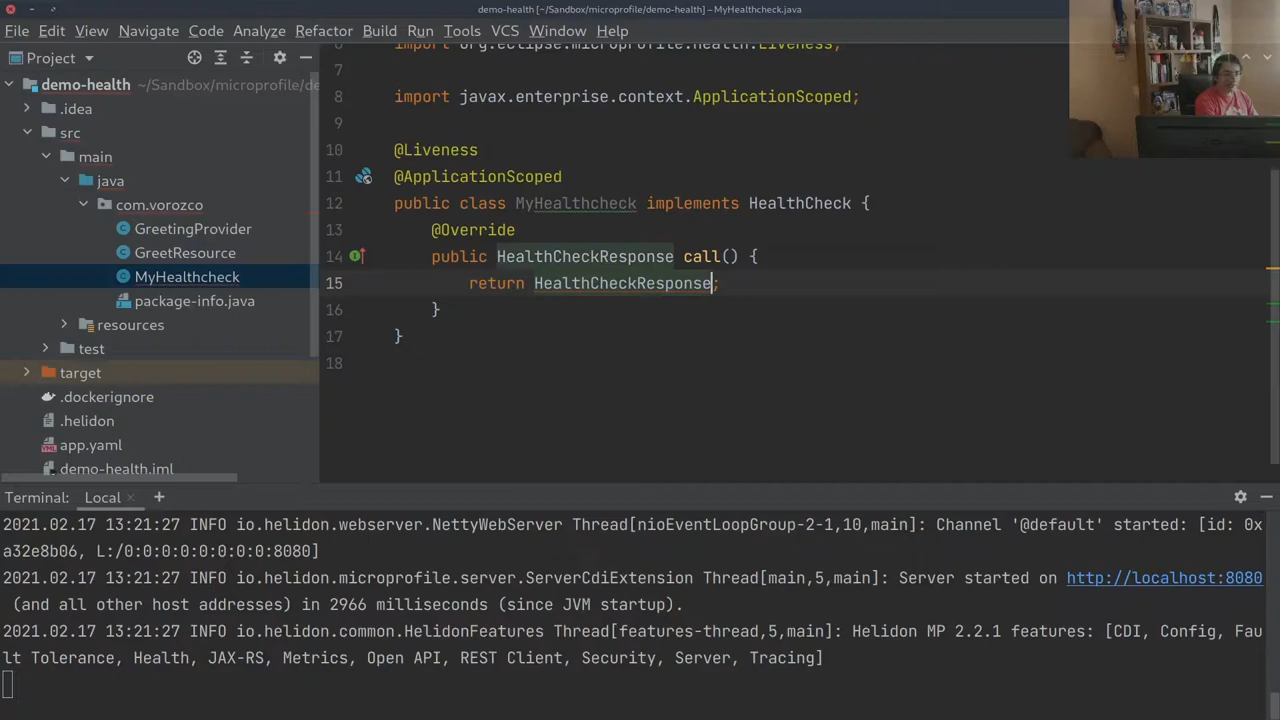 demo-health [~/Sandbox/microprofile/demo-health] – MyHealthcheck.java
File Edit View Navigate Code Analyze Refactor Build Run Tools VCS Window Help
Project
demo-health ~/Sandbox/microprofile/de
.idea
src
main
java
com.vorozco
GreetingProvider
GreetResource
MyHealthcheck
package-info.java
resources
test
target
.dockerignore
.helidon
app.yaml
demo-health.iml
6 import org.eclipse.microprofile.health.Liveness;
7
8 import javax.enterprise.context.ApplicationScoped;
9
10 @Liveness
11 @ApplicationScoped
12 public class MyHealthcheck implements HealthCheck {
13 @Override
14 public HealthCheckResponse call() {
15 return HealthCheckResponse;
16 }
17 }
18
Terminal: Local × +
2021.02.17 13:21:27 INFO io.helidon.webserver.NettyWebServer Thread[nioEventLoopGroup-2-1,10,main]: Channel '@default' started: [id: 0x
a32e8b06, L:/0:0:0:0:0:0:0:0:8080]
2021.02.17 13:21:27 INFO io.helidon.microprofile.server.ServerCdiExtension Thread[main,5,main]: Server started on http://localhost:8080
(and all other host addresses) in 2966 milliseconds (since JVM startup).
2021.02.17 13:21:27 INFO io.helidon.common.HelidonFeatures Thread[features-thread,5,main]: Helidon MP 2.2.1 features: [CDI, Config, Fau
lt Tolerance, Health, JAX-RS, Metrics, Open API, REST Client, Security, Server, Tracing]